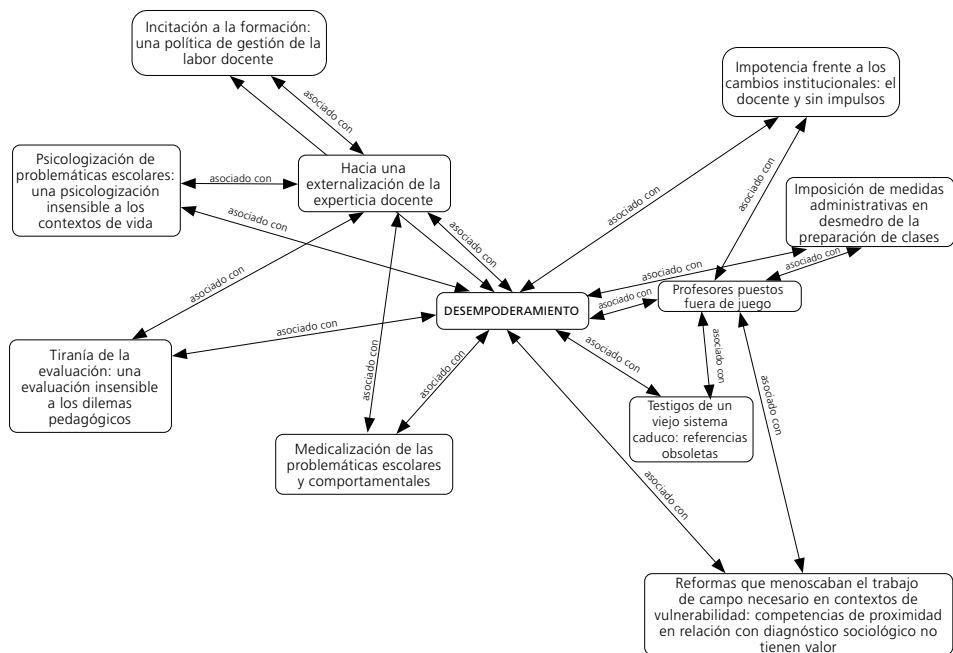 Incitación a la formación:
una política de gestión de la
labor docente
asociado con
Impotencia frente a los
cambios institucionales: el
docente y sin impulsos
Psicologización de
problemáticas escolares:
una psicologización
insensible a los
contextos de vida
asociado con
Hacia una
externalización de la
experticia docente
asociado con
asociado con
asociado con
asociado con
Imposición de medidas
administrativas en
desmedro de la
preparación de clases
asociado con
asociado con
asociado con
asociado con
DESEMPODERAMIENTO
Profesores puestos
fuera de juego
asociado con
Tiranía de la
evaluación: una
evaluación insensible
a los dilemas
pedagógicos
asociado con
asociado con
asociado con
asociado con
asociado con
Testigos de un
viejo sistema
caduco: referencias
obsoletas
Medicalización de las
problemáticas escolares
y comportamentales
asociado con
asociado con
Reformas que menoscaban el trabajo
de campo necesario en contextos de
vulnerabilidad: competencias de proximidad
en relación con diagnóstico sociológico no
tienen valor